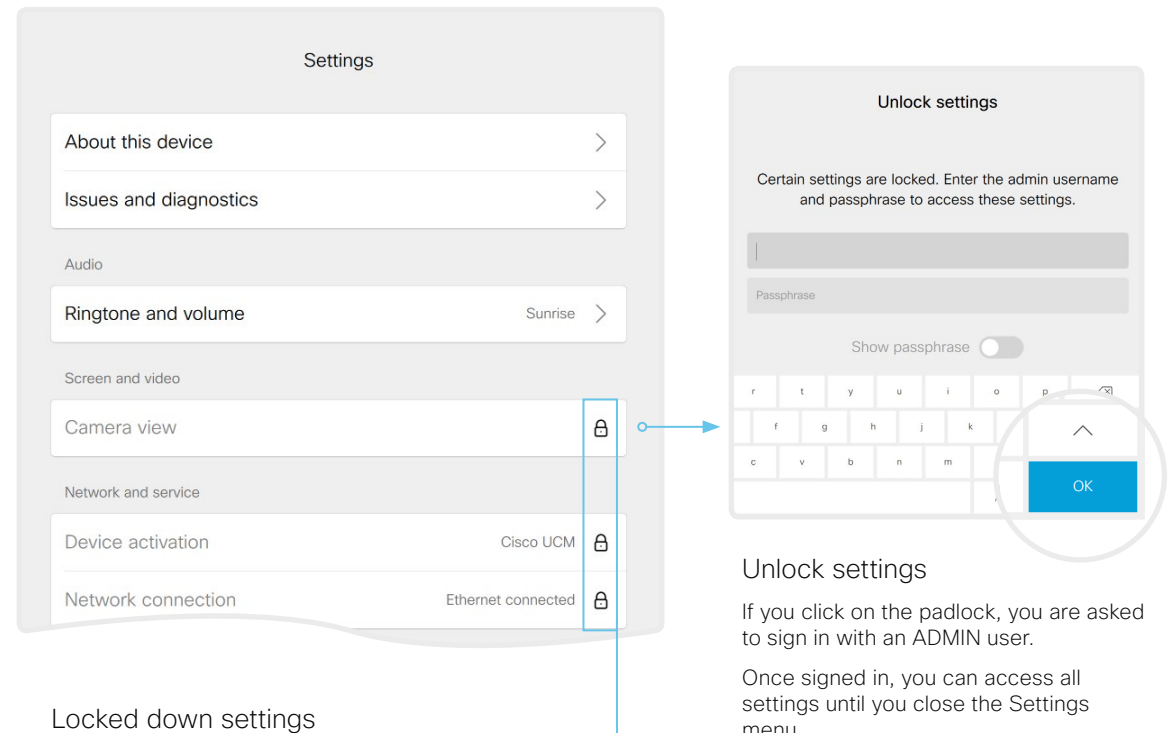 Settings
About this device
Issues and diagnostics
Audio
Ringtone and volume Sunrise
Screen and video
Camera view
Network and service
Device activation Cisco UCM
Network connection Ethernet connected
Locked down settings
Unlock settings
Certain settings are locked. Enter the admin username
and passphrase to access these settings.
Passphrase
Show passphrase
r t y u i o p
f g h j k
c v b n m
OK
Unlock settings
If you click on the padlock, you are asked
to sign in with an ADMIN user.
Once signed in, you can access all
settings until you close the Settings
menu